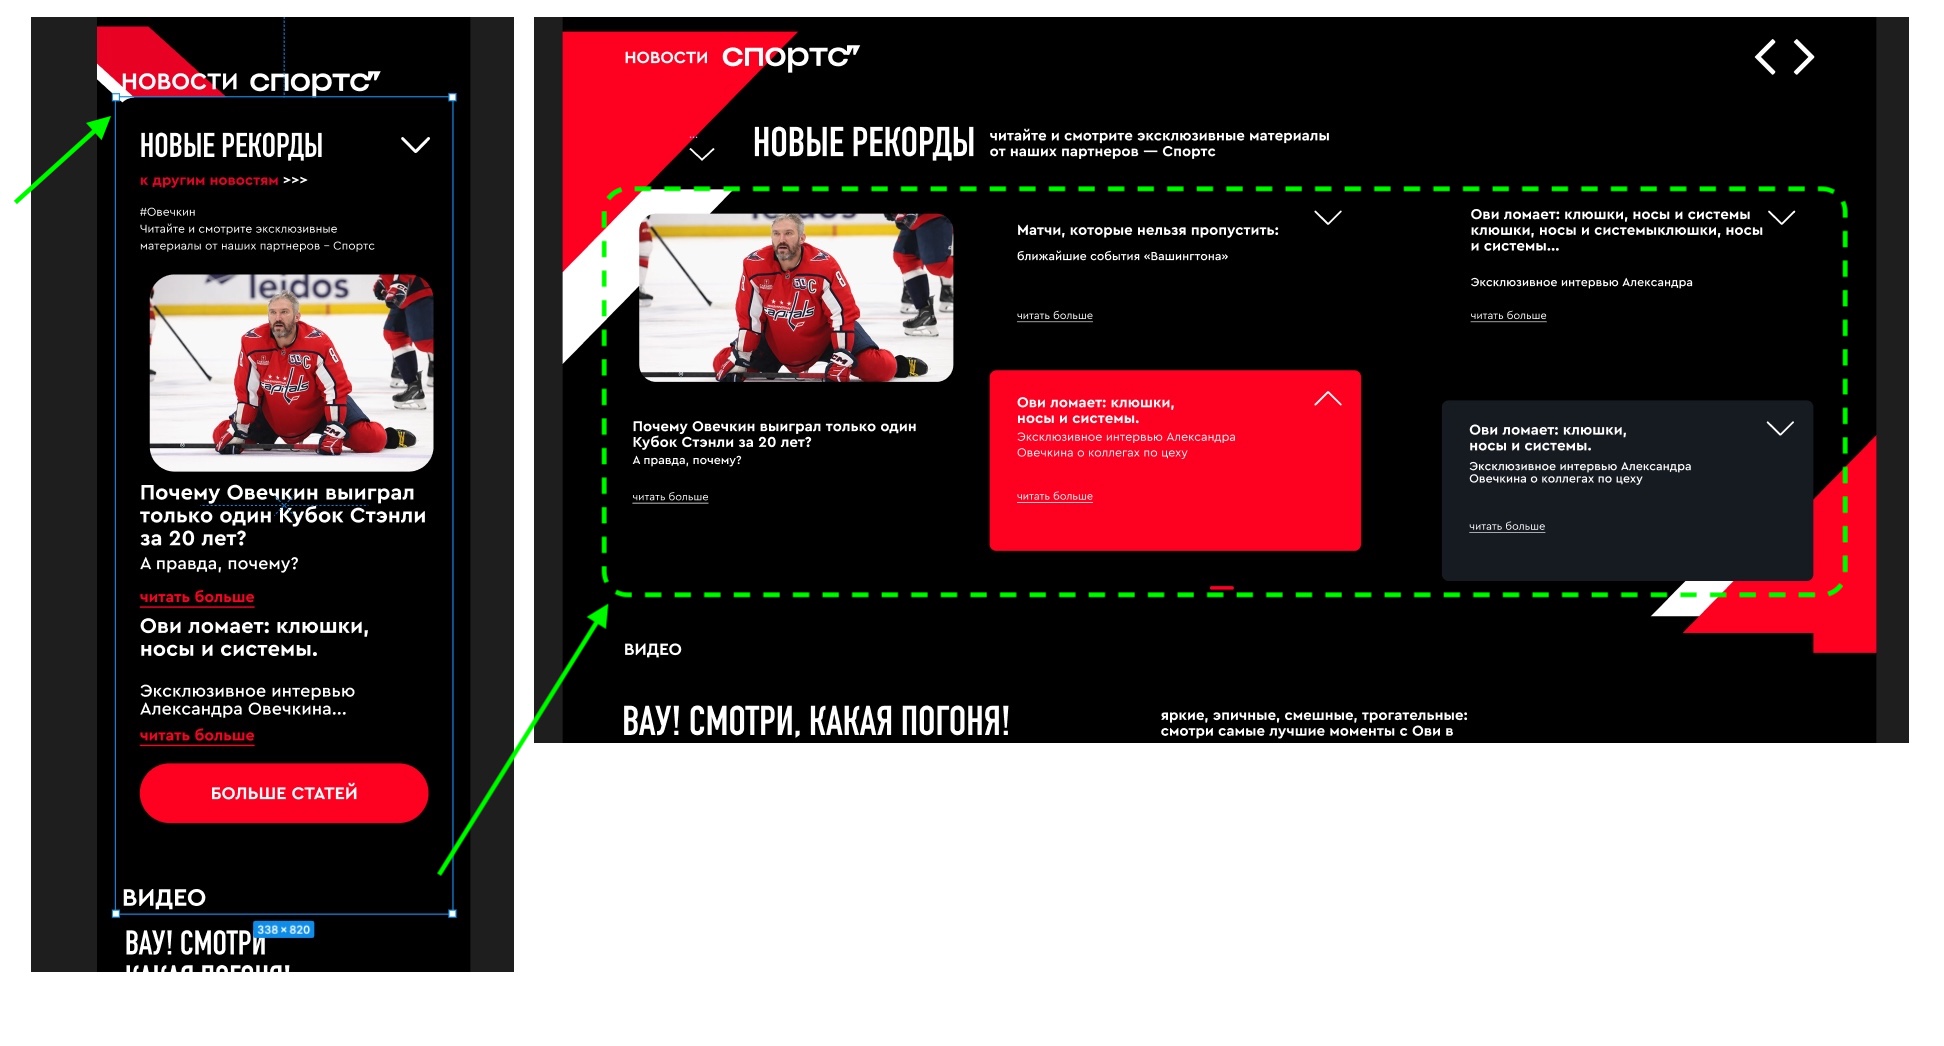 НОВОСТИ спортс"
НОВЫЕ РЕКОРДЫ
к другим новостям >>>
#Овечкин
Читайте и смотрите эксклюзивные
материалы от наших партнеров – Спортс
leidos
capitals
Почему Овечкин выиграл
только один Кубок Стэнли
за 20 лет?
А правда, почему?
читать больше
Ови ломает: клюшки,
носы и системы.
Эксклюзивное интервью
Александра Овечкина...
читать больше
БОЛЬШЕ СТАТЕЙ
ВИДЕО
338 × 820
ВАУ! СМОТРИ
КАКАЯ ПОГОНЯ!
НОВОСТИ спортс"
...
НОВЫЕ РЕКОРДЫ
читайте и смотрите эксклюзивные материалы
от наших партнеров — Спортс
capitals
Почему Овечкин выиграл только один
Кубок Стэнли за 20 лет?
А правда, почему?
читать больше
Матчи, которые нельзя пропустить:
ближайшие события «Вашингтона»
читать больше
Ови ломает: клюшки,
носы и системы.
Эксклюзивное интервью Александра
Овечкина о коллегах по цеху
читать больше
Ови ломает: клюшки, носы и системы
клюшки, носы и системыклюшки, носы
и системы...
Эксклюзивное интервью Александра
читать больше
Ови ломает: клюшки,
носы и системы.
Эксклюзивное интервью Александра
Овечкина о коллегах по цеху
читать больше
ВИДЕО
ВАУ! СМОТРИ, КАКАЯ ПОГОНЯ!
яркие, эпичные, смешные, трогательные:
смотри самые лучшие моменты с Ови в